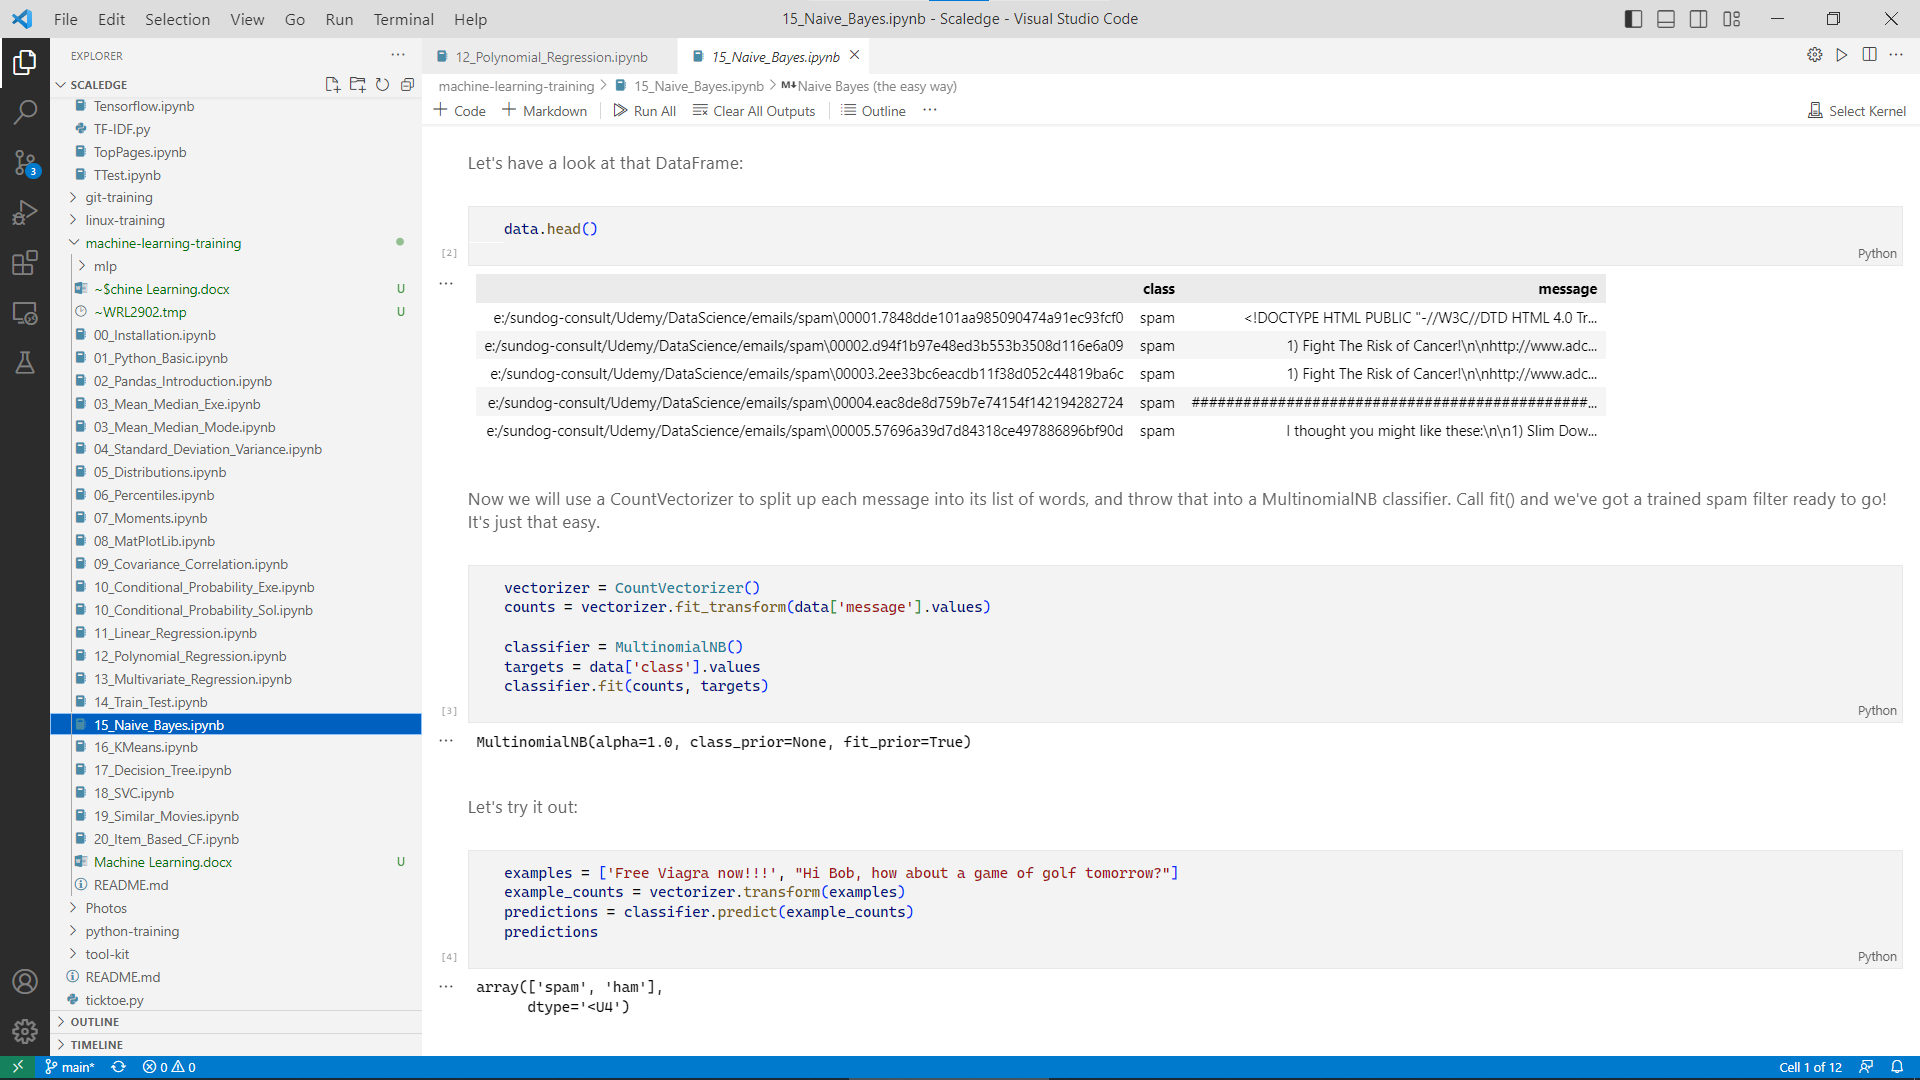 File Edit Selection View Go Run Terminal Help
15_Naive_Bayes.ipynb - Scaledge - Visual Studio Code
EXPLORER
SCALEDGE
Tensorflow.ipynb
TF-IDF.py
TopPages.ipynb
TTest.ipynb
git-training
linux-training
machine-learning-training
mlp
~$chine Learning.docx U
~WRL2902.tmp U
00_Installation.ipynb
01_Python_Basic.ipynb
02_Pandas_Introduction.ipynb
03_Mean_Median_Exe.ipynb
03_Mean_Median_Mode.ipynb
04_Standard_Deviation_Variance.ipynb
05_Distributions.ipynb
06_Percentiles.ipynb
07_Moments.ipynb
08_MatPlotLib.ipynb
09_Covariance_Correlation.ipynb
10_Conditional_Probability_Exe.ipynb
10_Conditional_Probability_Sol.ipynb
11_Linear_Regression.ipynb
12_Polynomial_Regression.ipynb
13_Multivariate_Regression.ipynb
14_Train_Test.ipynb
15_Naive_Bayes.ipynb
16_KMeans.ipynb
17_Decision_Tree.ipynb
18_SVC.ipynb
19_Similar_Movies.ipynb
20_Item_Based_CF.ipynb
Machine Learning.docx U
README.md
Photos
python-training
tool-kit
README.md
ticktoe.py
OUTLINE
TIMELINE
3
12_Polynomial_Regression.ipynb
15_Naive_Bayes.ipynb
machine-learning-training > 15_Naive_Bayes.ipynb > M↓Naive Bayes (the easy way)
+ Code + Markdown Run All Clear All Outputs Outline ... Select Kernel
Let's have a look at that DataFrame:
data.head()
[2] Python
class message
e:/sundog-consult/Udemy/DataScience/emails/spam\00001.7848dde101aa985090474a91ec93fcf0 spam <!DOCTYPE HTML PUBLIC "-//W3C//DTD HTML 4.0 Tr...
e:/sundog-consult/Udemy/DataScience/emails/spam\00002.d94f1b97e48ed3b553b3508d116e6a09 spam 1) Fight The Risk of Cancer!\n\nhttp://www.adc...
e:/sundog-consult/Udemy/DataScience/emails/spam\00003.2ee33bc6eacdb11f38d052c44819ba6c spam 1) Fight The Risk of Cancer!\n\nhttp://www.adc...
e:/sundog-consult/Udemy/DataScience/emails/spam\00004.eac8de8d759b7e74154f142194282724 spam ##############################################...
e:/sundog-consult/Udemy/DataScience/emails/spam\00005.57696a39d7d84318ce497886896bf90d spam I thought you might like these:\n\n1) Slim Dow...
Now we will use a CountVectorizer to split up each message into its list of words, and throw that into a MultinomialNB classifier. Call fit() and we've got a trained spam filter ready to go!
It's just that easy.
vectorizer = CountVectorizer()
counts = vectorizer.fit_transform(data['message'].values)
classifier = MultinomialNB()
targets = data['class'].values
classifier.fit(counts, targets)
[3] Python
MultinomialNB(alpha=1.0, class_prior=None, fit_prior=True)
Let's try it out:
examples = ['Free Viagra now!!!', "Hi Bob, how about a game of golf tomorrow?"]
example_counts = vectorizer.transform(examples)
predictions = classifier.predict(example_counts)
predictions
[4] Python
array(['spam', 'ham'],
dtype='<U4')
main* 0 0 Cell 1 of 12